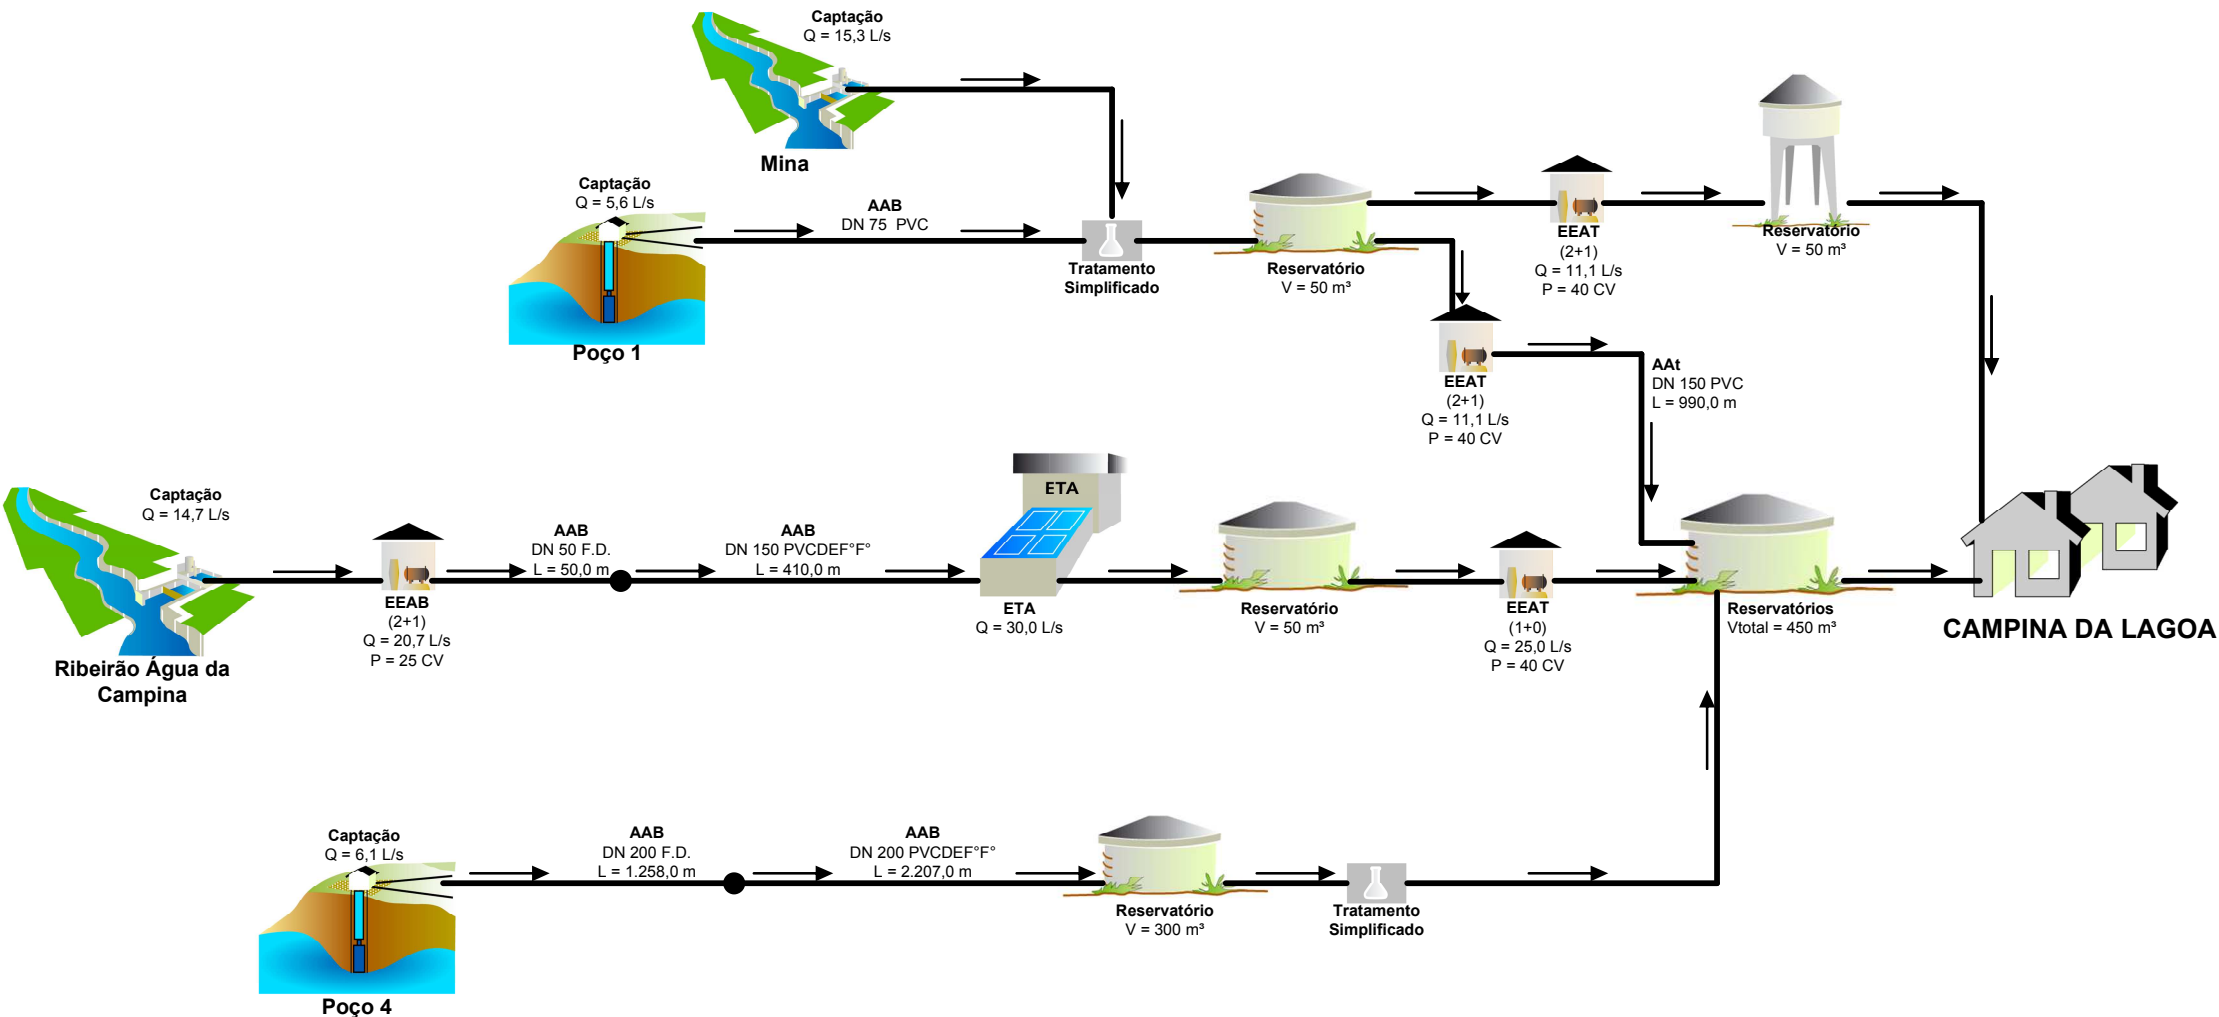 Captação
Q = 15,3 L/s
Mina
Captação
Q = 5,6 L/s
Poço 1
AAB
DN 75 PVC
Tratamento
Simplificado
Reservatório
V = 50 m³
EEAT
(2+1)
Q = 11,1 L/s
P = 40 CV
Reservatório
V = 50 m³
EEAT
(2+1)
Q = 11,1 L/s
P = 40 CV
AAt
DN 150 PVC
L = 990,0 m
Captação
Q = 14,7 L/s
Ribeirão Água da
Campina
EEAB
(2+1)
Q = 20,7 L/s
P = 25 CV
AAB
DN 50 F.D.
L = 50,0 m
AAB
DN 150 PVCDEF°F°
L = 410,0 m
ETA
ETA
Q = 30,0 L/s
Reservatório
V = 50 m³
EEAT
(1+0)
Q = 25,0 L/s
P = 40 CV
Reservatórios
Vtotal = 450 m³
CAMPINA DA LAGOA
Captação
Q = 6,1 L/s
Poço 4
AAB
DN 200 F.D.
L = 1.258,0 m
AAB
DN 200 PVCDEF°F°
L = 2.207,0 m
Reservatório
V = 300 m³
Tratamento
Simplificado